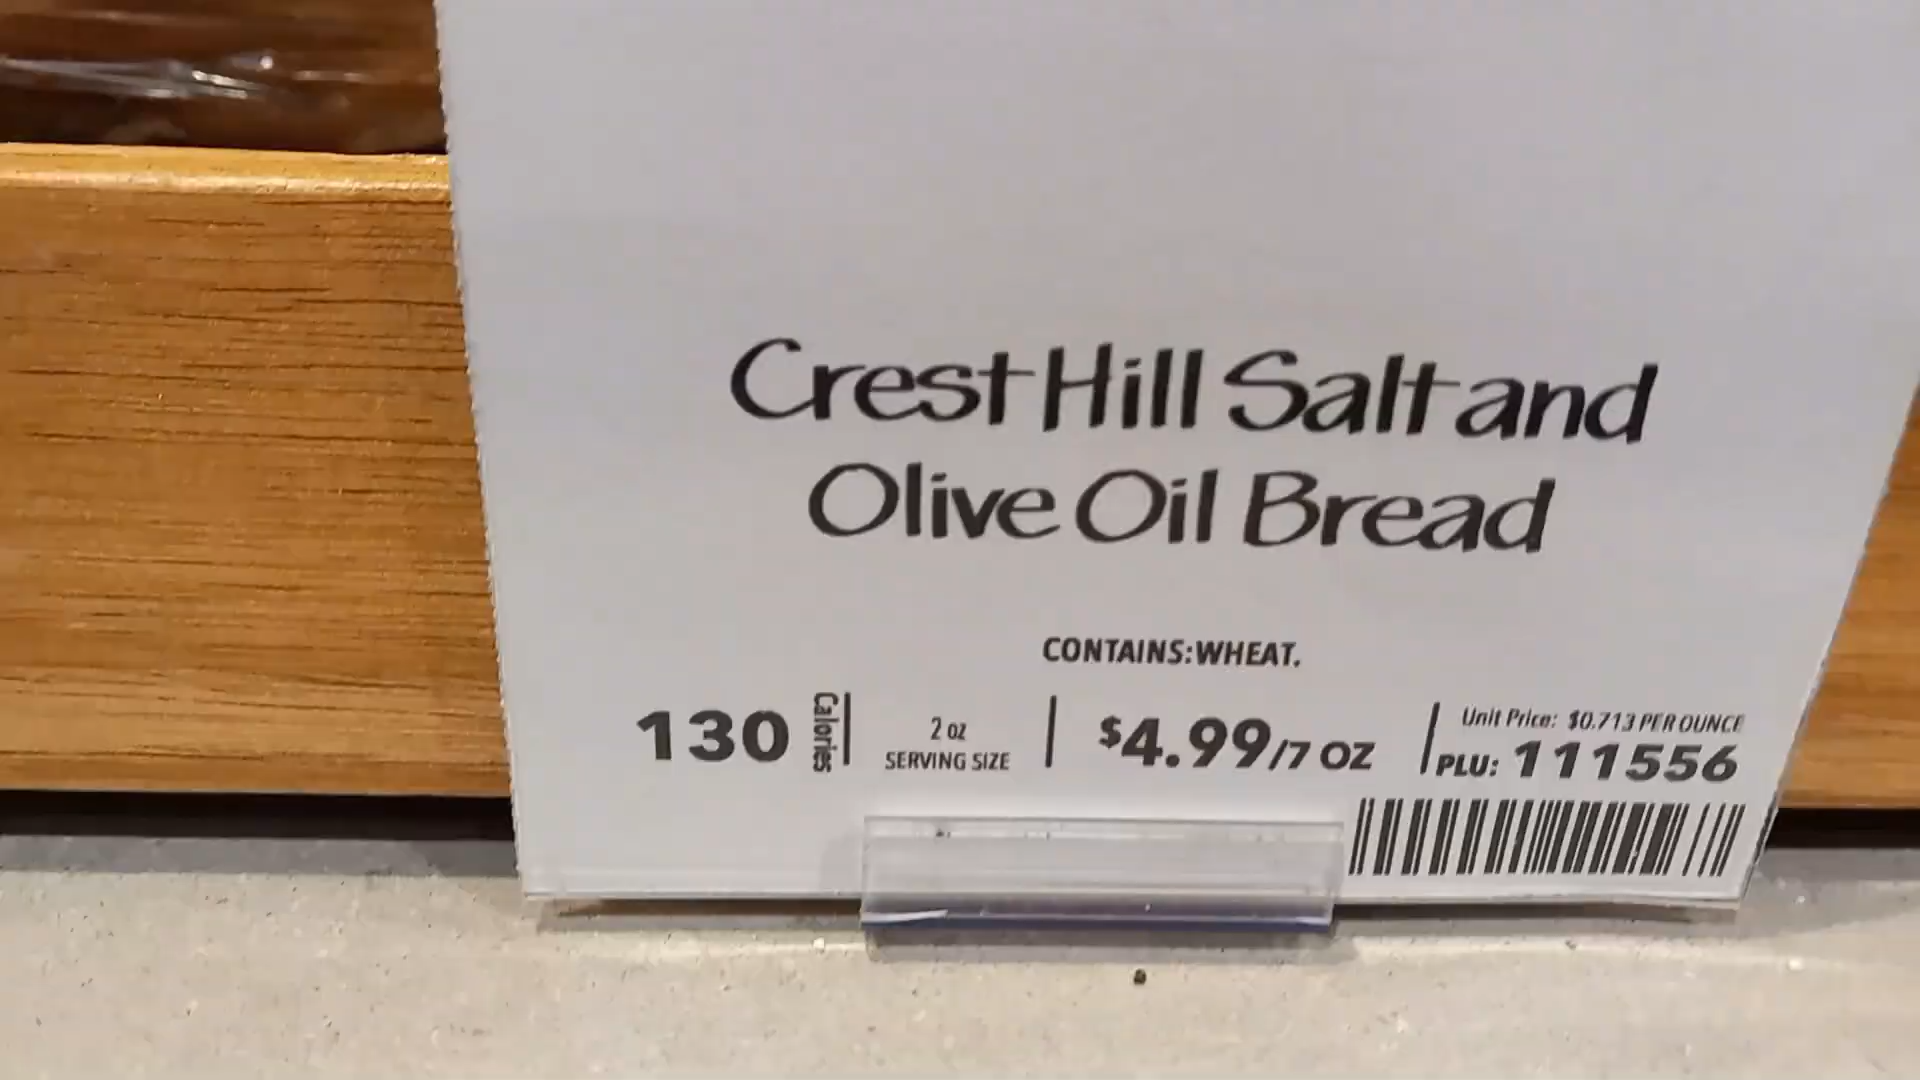 Crest Hill Salt and
Olive Oil Bread
CONTAINS:WHEAT.
130 Calories
2 oz
SERVING SIZE
$4.99/7 OZ
Unit Price: $0.713 PER OUNCE
PLU: 111556